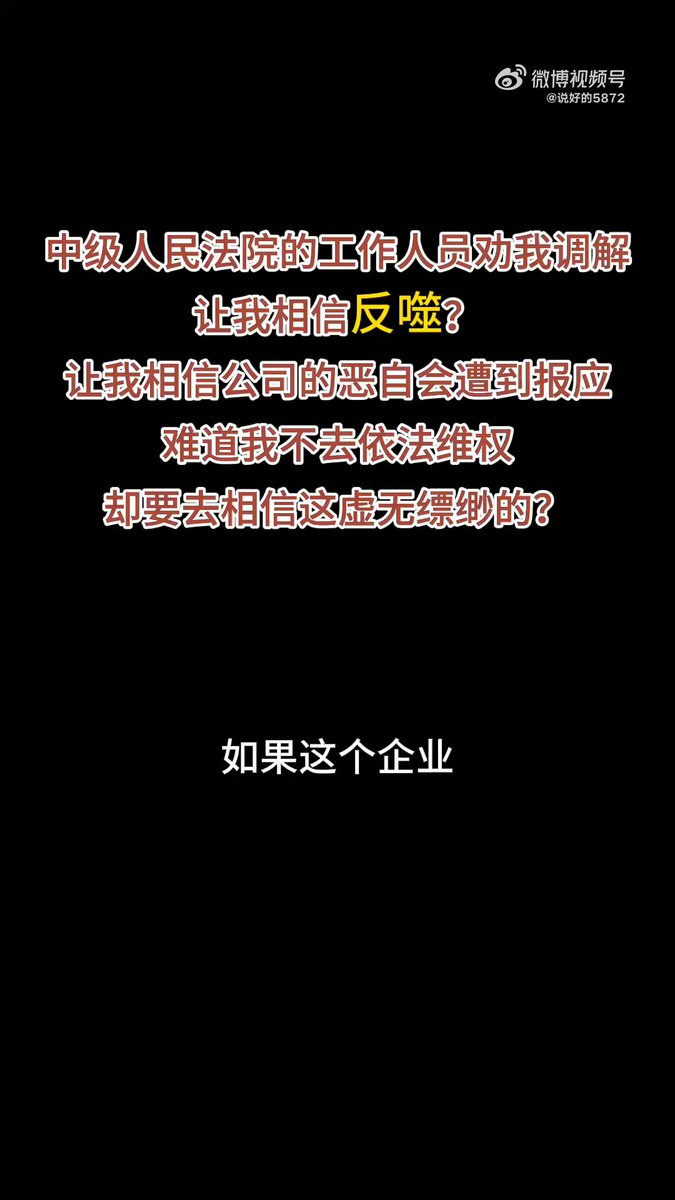 微博视频号
@说好的5872
中级人民法院的工作人员劝我调解
让我相信反噬？
让我相信公司的恶自会遭到报应
难道我不去依法维权
却要去相信这虚无缥缈的？
如果这个企业